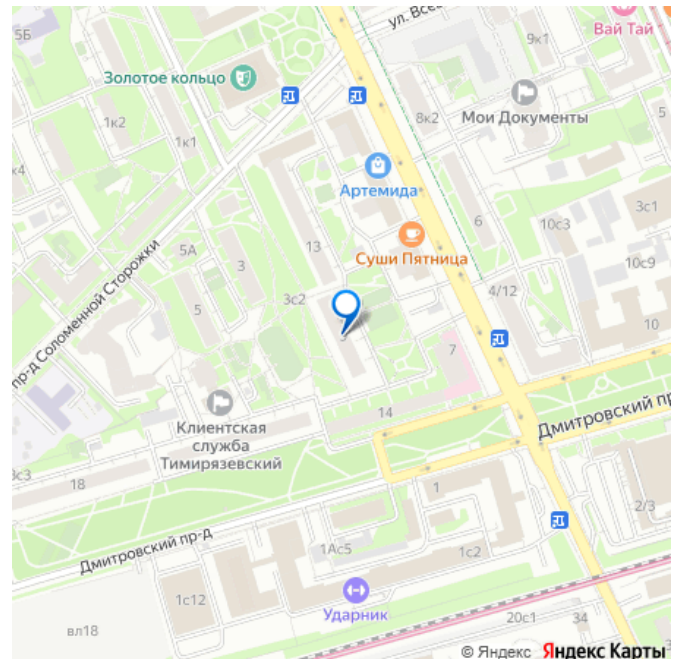 5Б
ул. Всев
9к1
Вай Тай
Золотое кольцо
1к2
8к2
Мои Документы
5
1к1
к4
Артемида
6
3с1
10с3
5А
3
13
Суши Пятница
10с9
пр-д Соломенной Сторожки
3с2
4/12
5
10
7
14
Дмитровский пр
Клиентская
служба
Тимирязевский
18
1
2/3
Дмитровский пр-д
1Ас5
1с2
1с12
Ударник
20с1
34
вл18
© Яндекс Яндекс Карты